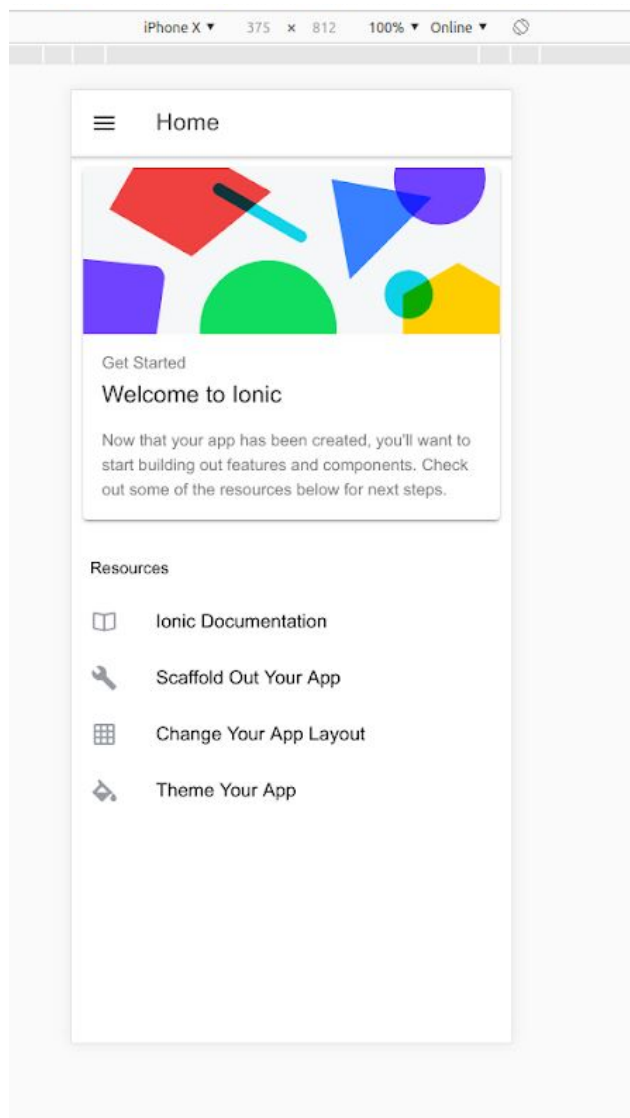 iPhone X ▼ 375 × 812 100% ▼ Online ▼
Home
Get Started
Welcome to Ionic
Now that your app has been created, you'll want to
start building out features and components. Check
out some of the resources below for next steps.
Resources
Ionic Documentation
Scaffold Out Your App
Change Your App Layout
Theme Your App